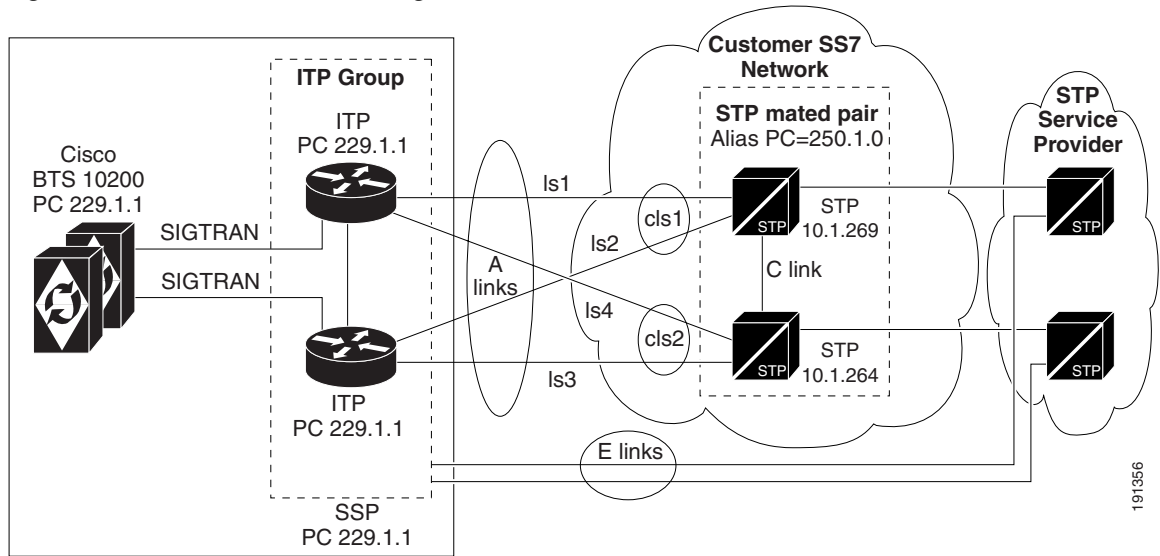 Customer SS7
Network
STP
Service
Provider
ITP Group
STP mated pair
Alias PC=250.1.0
ITP
PC 229.1.1
Cisco
BTS 10200
PC 229.1.1
ls1
cls1
STP
STP
10.1.269
STP
SIGTRAN
ls2
A
links
C link
SIGTRAN
ls4
cls2
STP
STP
10.1.264
STP
ls3
ITP
PC 229.1.1
E links
SSP
PC 229.1.1
191356